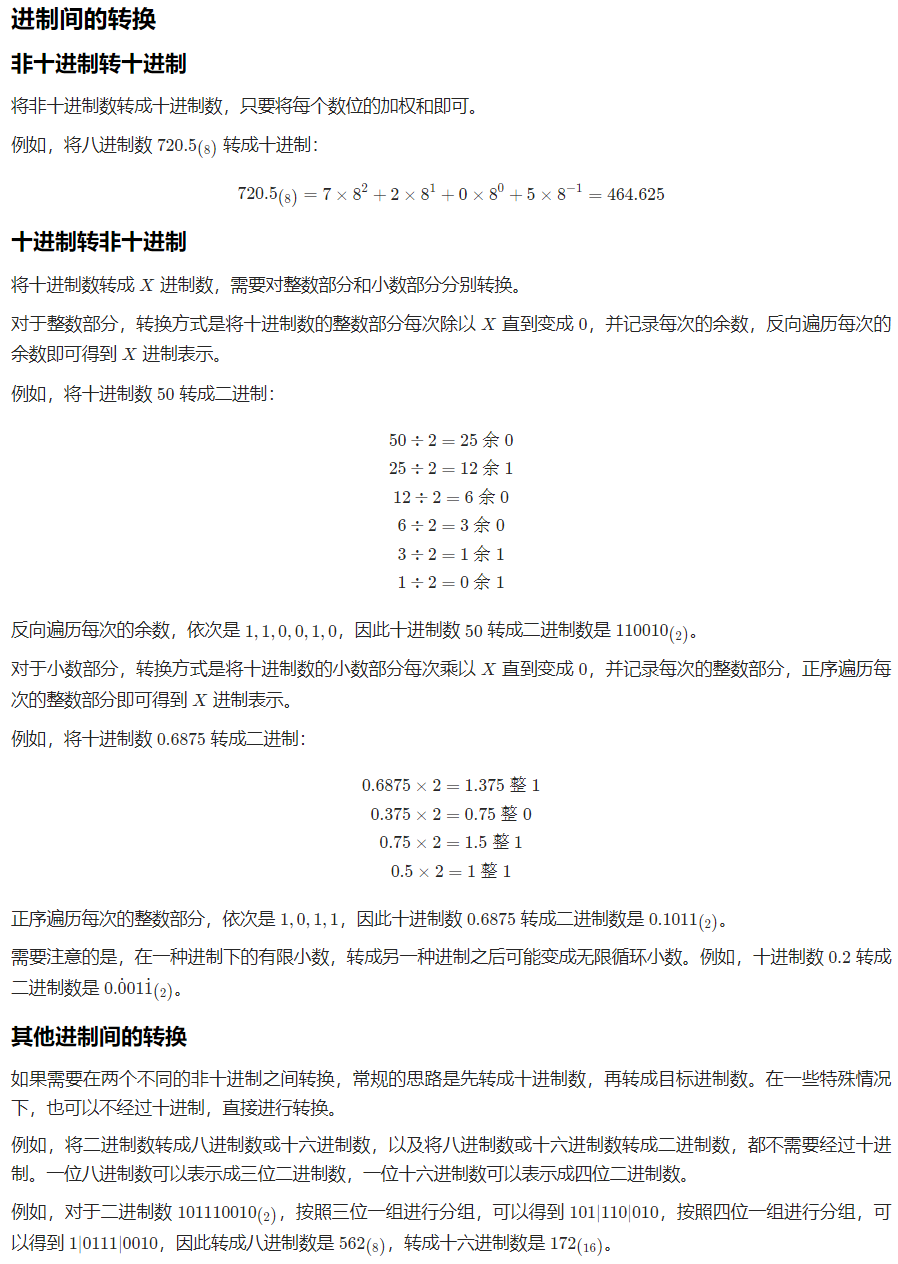 进制间的转换
非十进制转十进制
将非十进制数转成十进制数，只要将每个数位的加权和即可。
例如，将八进制数 720.5₍₈₎ 转成十进制：
720.5₍₈₎ = 7 × 8² + 2 × 8¹ + 0 × 8⁰ + 5 × 8⁻¹ = 464.625
十进制转非十进制
将十进制数转成 X 进制数，需要对整数部分和小数部分分别转换。
对于整数部分，转换方式是将十进制数的整数部分每次除以 X 直到变成 0，并记录每次的余数，反向遍历每次的
余数即可得到 X 进制表示。
例如，将十进制数 50 转成二进制：
50 ÷ 2 = 25 余 0
25 ÷ 2 = 12 余 1
12 ÷ 2 = 6 余 0
6 ÷ 2 = 3 余 0
3 ÷ 2 = 1 余 1
1 ÷ 2 = 0 余 1
反向遍历每次的余数，依次是 1, 1, 0, 0, 1, 0，因此十进制数 50 转成二进制数是 110010₍₂₎。
对于小数部分，转换方式是将十进制数的小数部分每次乘以 X 直到变成 0，并记录每次的整数部分，正序遍历每
次的整数部分即可得到 X 进制表示。
例如，将十进制数 0.6875 转成二进制：
0.6875 × 2 = 1.375 整 1
0.375 × 2 = 0.75 整 0
0.75 × 2 = 1.5 整 1
0.5 × 2 = 1 整 1
正序遍历每次的整数部分，依次是 1, 0, 1, 1，因此十进制数 0.6875 转成二进制数是 0.1011₍₂₎。
需要注意的是，在一种进制下的有限小数，转成另一种进制之后可能变成无限循环小数。例如，十进制数 0.2 转成
二进制数是 0.0̇011̇₍₂₎。
其他进制间的转换
如果需要在两个不同的非十进制之间转换，常规的思路是先转成十进制数，再转成目标进制数。在一些特殊情况
下，也可以不经过十进制，直接进行转换。
例如，将二进制数转成八进制数或十六进制数，以及将八进制数或十六进制数转成二进制数，都不需要经过十进
制。一位八进制数可以表示成三位二进制数，一位十六进制数可以表示成四位二进制数。
例如，对于二进制数 101110010₍₂₎，按照三位一组进行分组，可以得到 101|110|010，按照四位一组进行分组，可
以得到 1|0111|0010，因此转成八进制数是 562₍₈₎，转成十六进制数是 172₍₁₆₎。